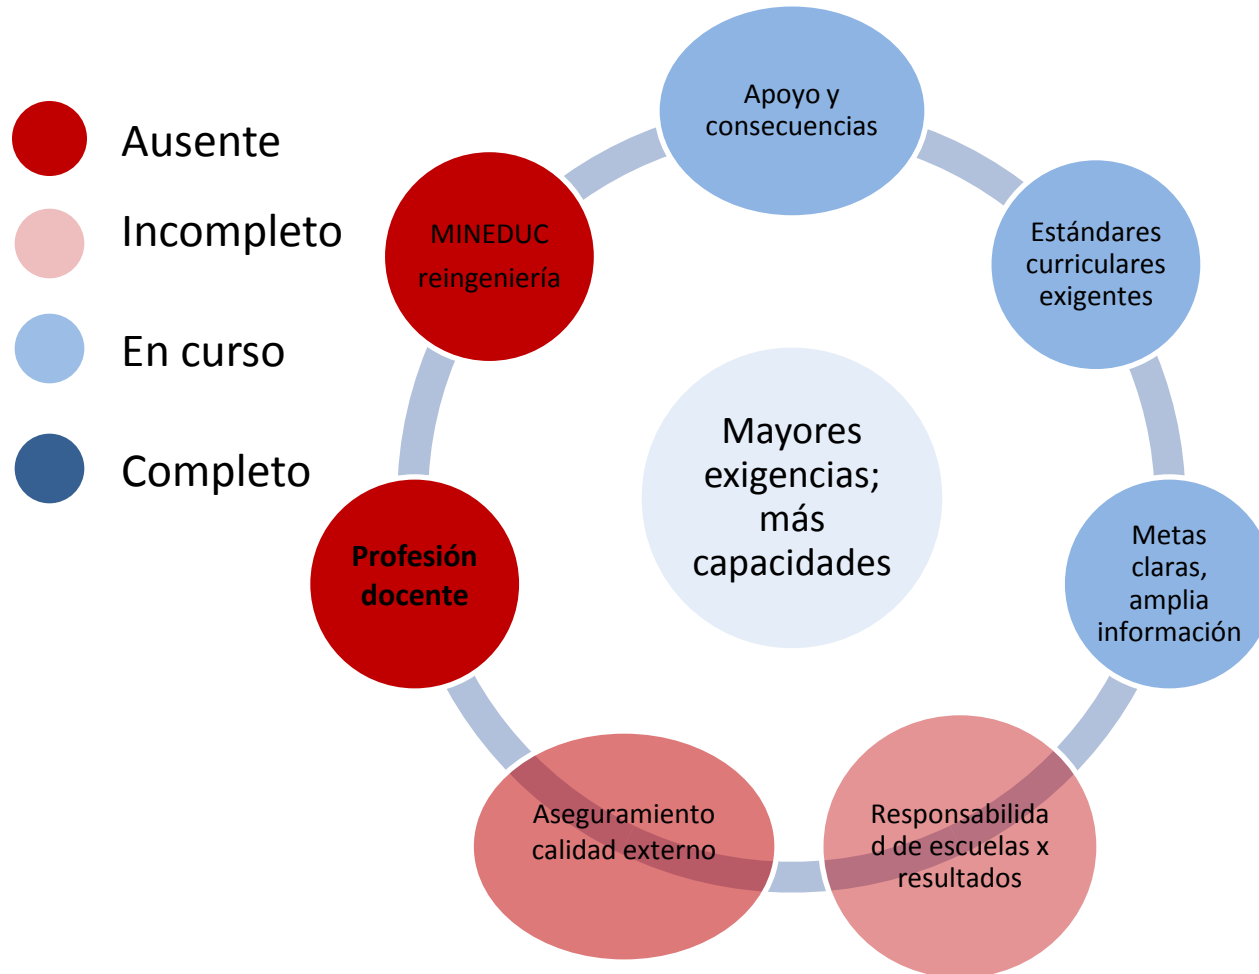 Ausente
Incompleto
En curso
Completo
Apoyo y
consecuencias
Estándares
curriculares
exigentes
Metas
claras,
amplia
información
Responsabilida
d de escuelas x
resultados
Aseguramiento
calidad externo
Profesión
docente
MINEDUC
reingeniería
Mayores
exigencias;
más
capacidades